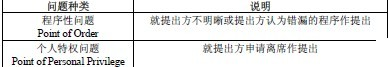 问题种类 说明
程序性问题 就提出方不明晰或提出方认为错漏的程序作提出
Point of Order
个人特权问题 就提出方申请离席作提出
Point of Personal Privilege